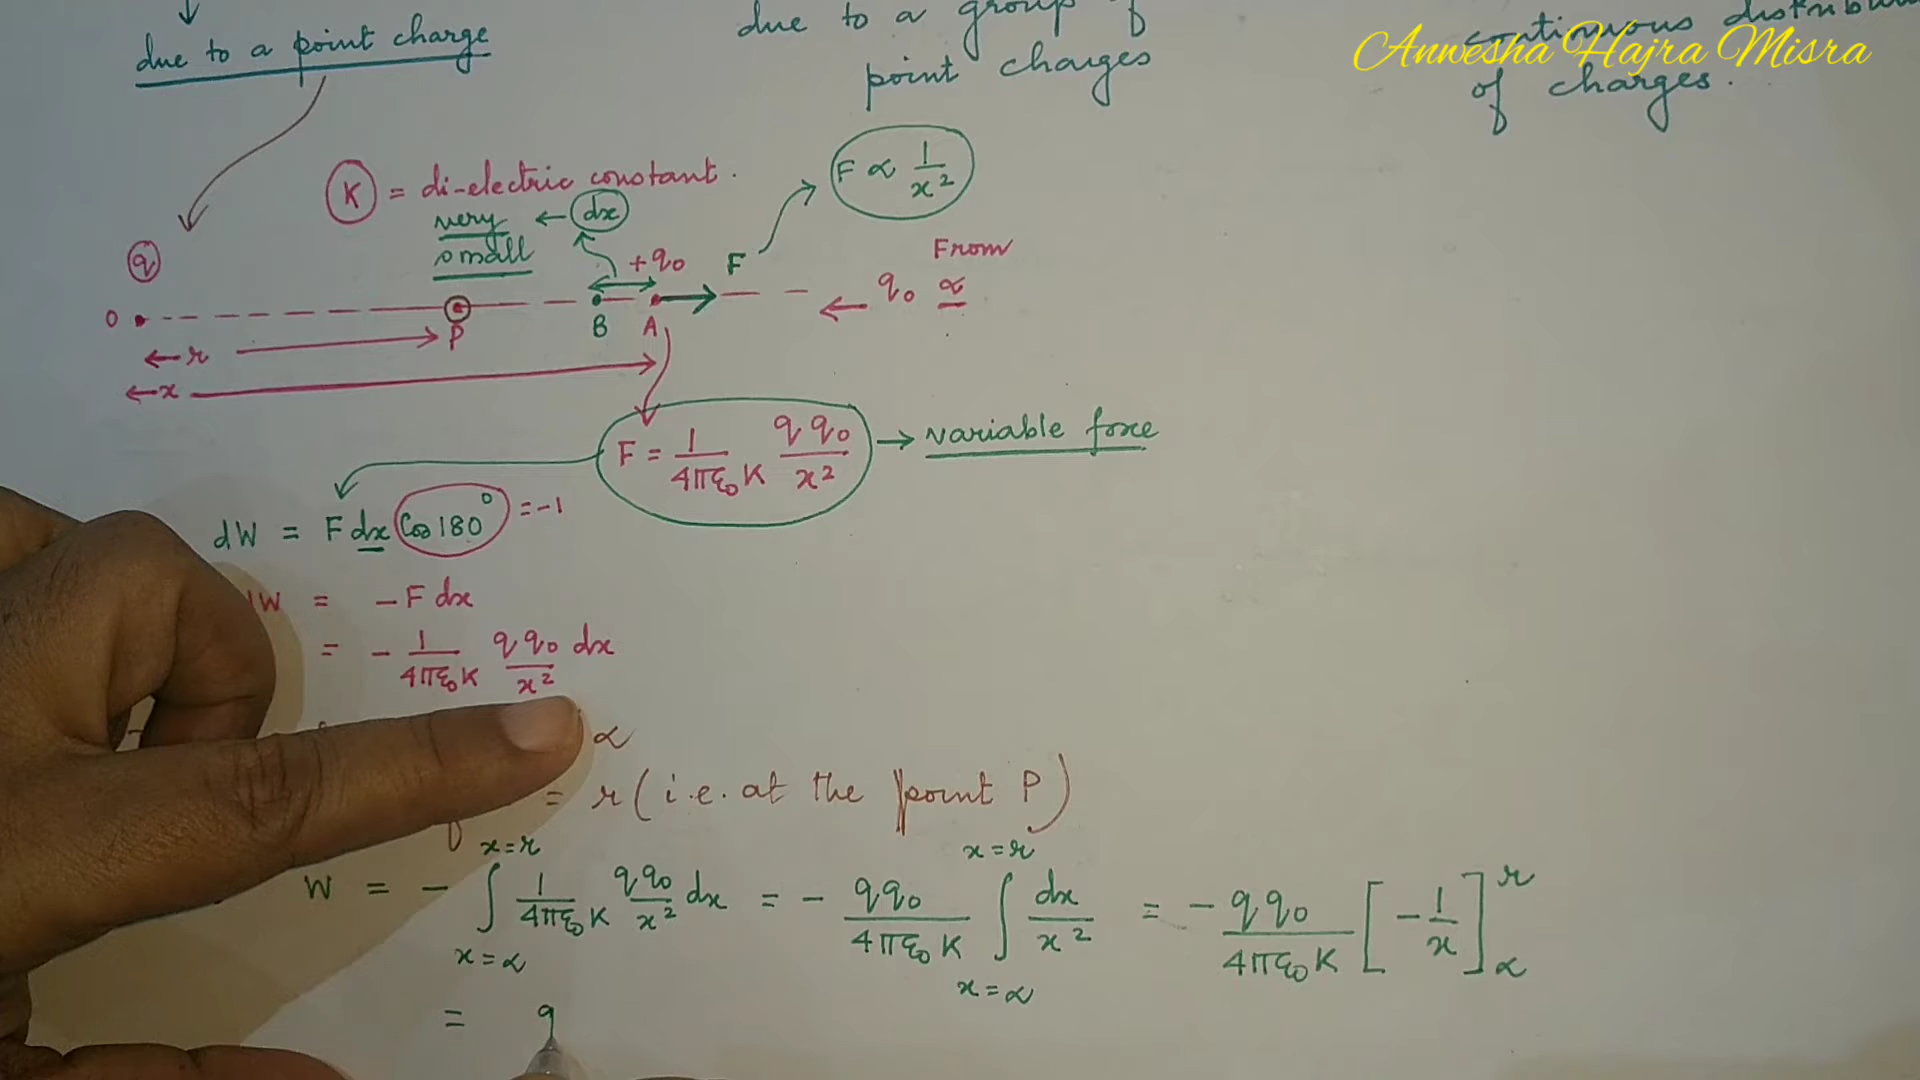 due to a point charge
due to a group of
point charges
continuous
of charges.
Anwesha Hajra Misra
K = di-electric constant.
very small ← dx
F ∝ 1/x²
q
+q₀ F
From
q₀ ∝
O P B A
r
x
F = 1/4πε₀K qq₀/x² → variable force
dW = F dx Cos 180° = -1
dW = - F dx
= - 1/4πε₀K qq₀/x² dx
∝
= r (i.e. at the point P)
W = - ∫ₓ₌∝ˣ⁼ʳ 1/4πε₀K qq₀/x² dx = - qq₀/4πε₀K ∫ₓ₌∝ˣ⁼ʳ dx/x² = - qq₀/4πε₀K [-1/x]∝ʳ
= q